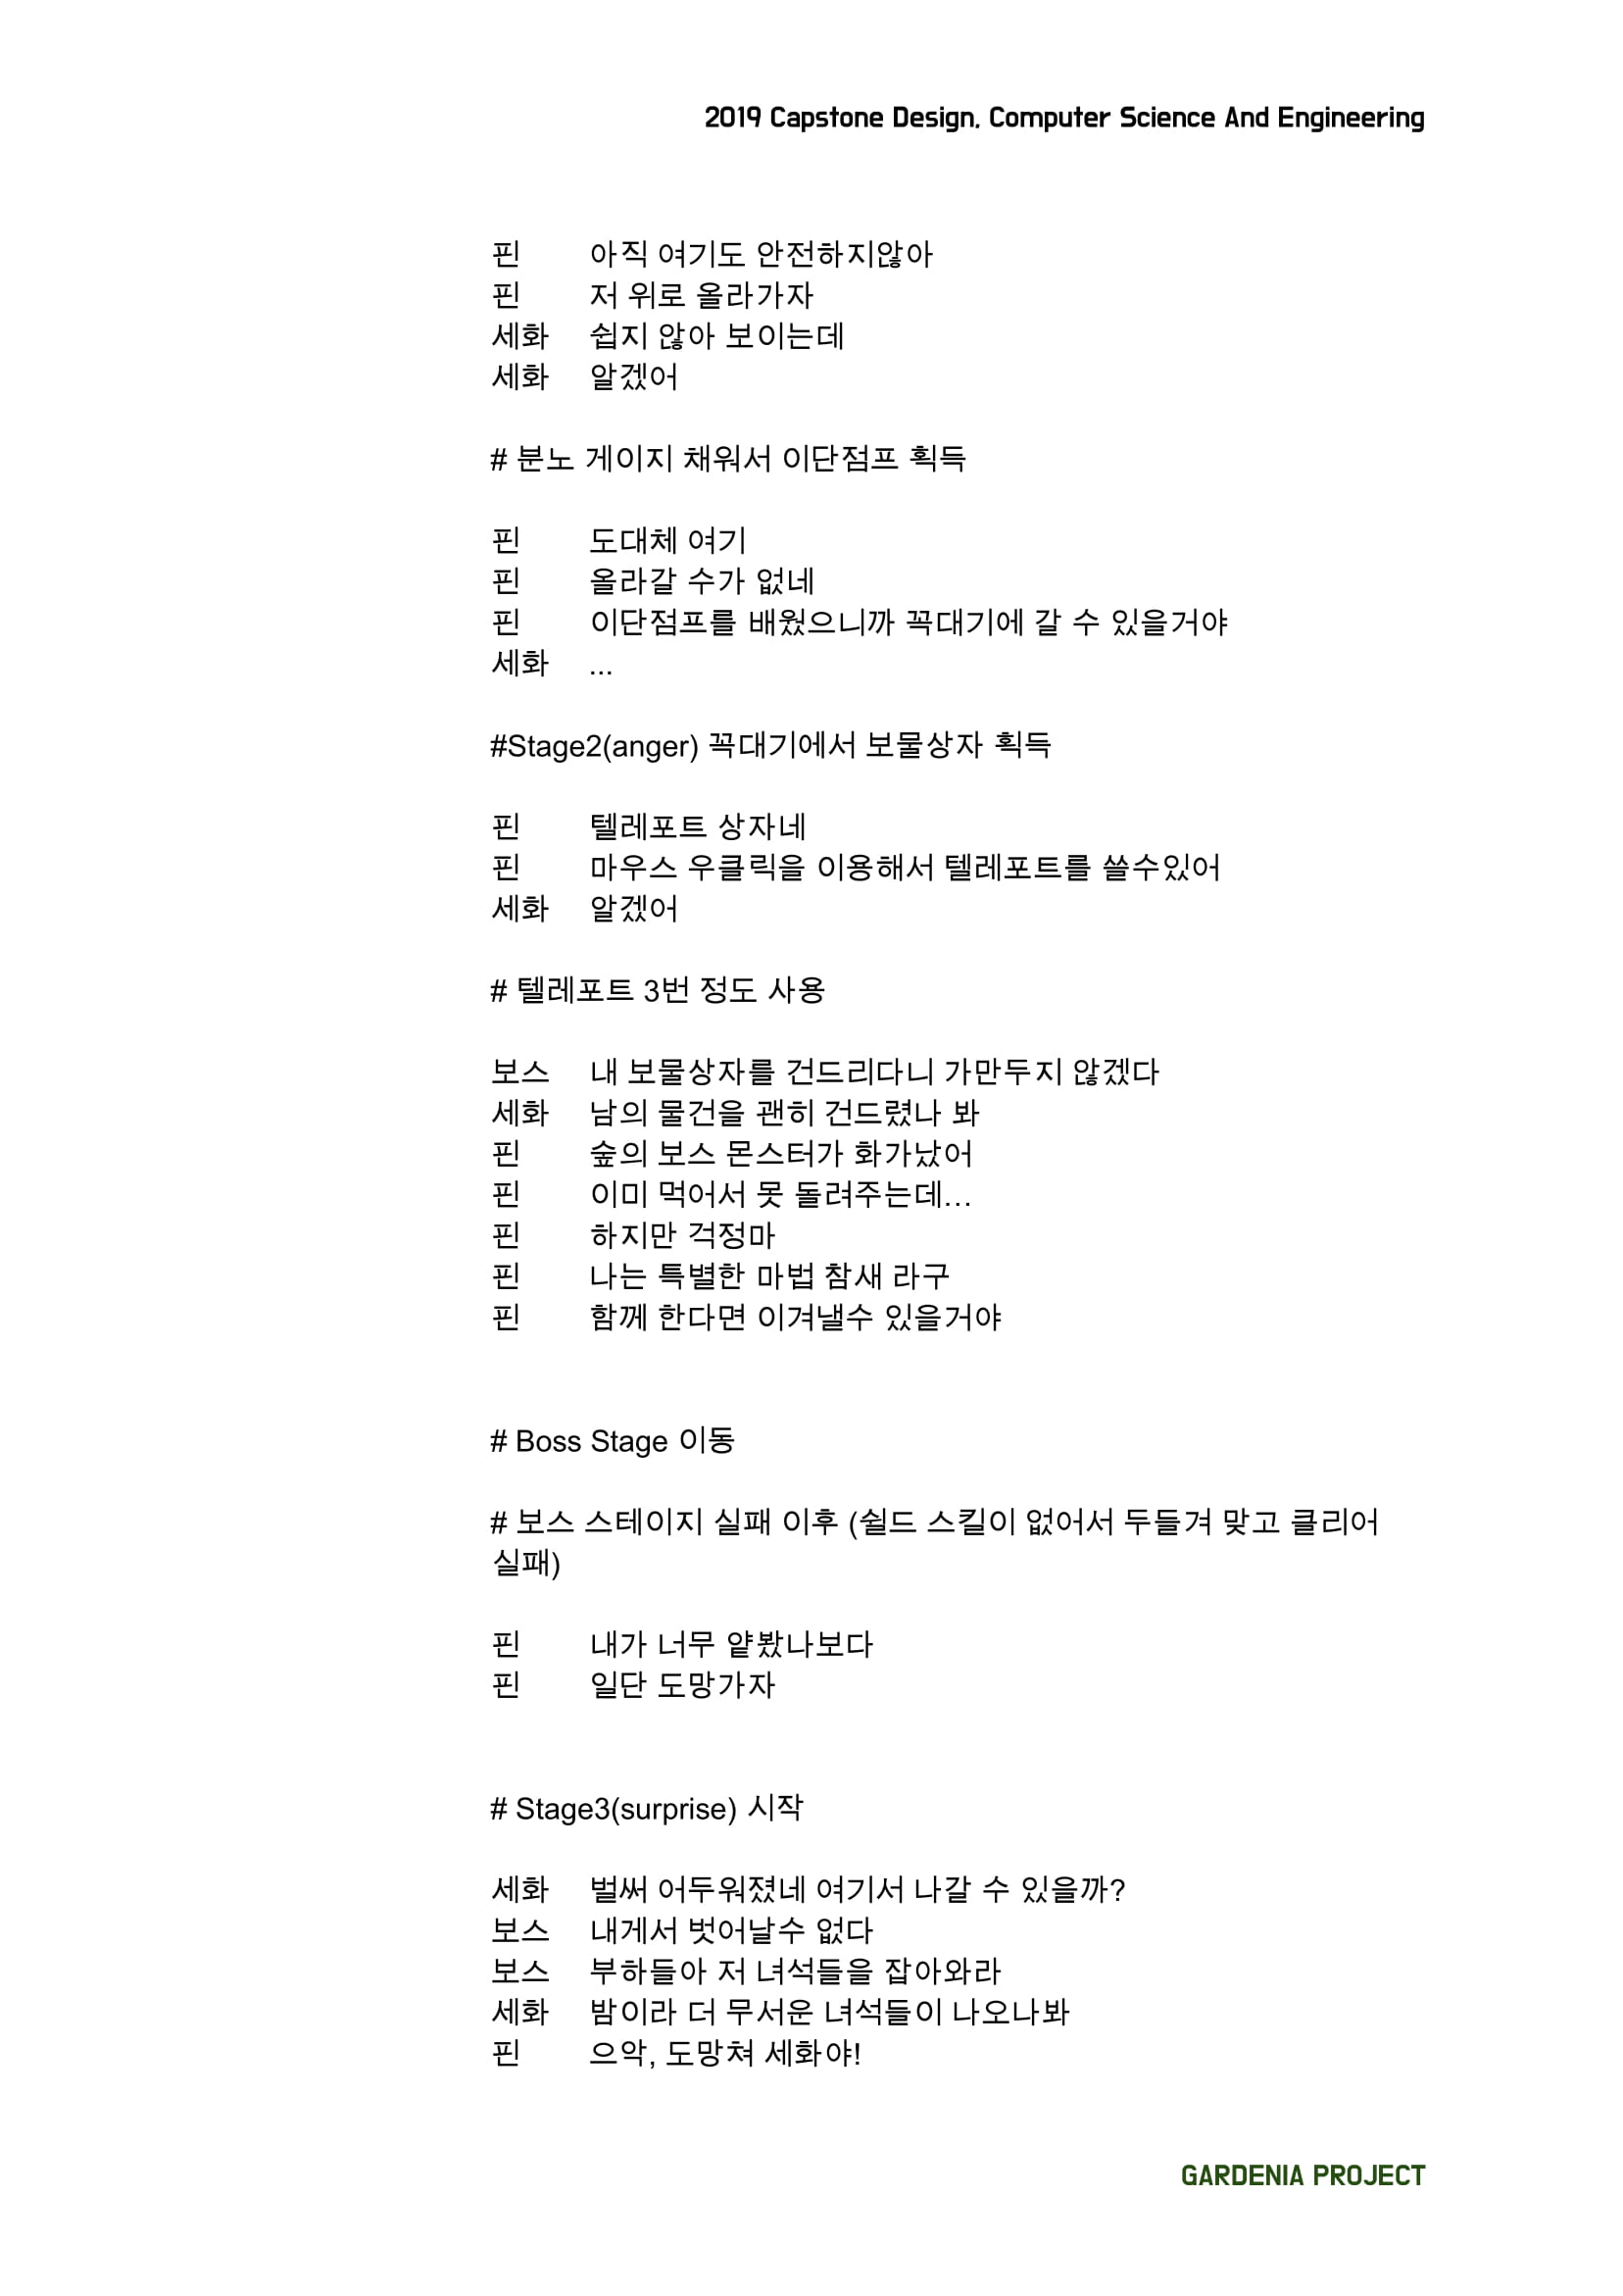 2019 Capstone Design, Computer Science And Engineering
핀 아직 여기도 안전하지않아
핀 저 위로 올라가자
세화 쉽지 않아 보이는데
세화 알겠어
# 분노 게이지 채워서 이단점프 획득
핀 도대체 여기
핀 올라갈 수가 없네
핀 이단점프를 배웠으니까 꼭대기에 갈 수 있을거야
세화 ...
#Stage2(anger) 꼭대기에서 보물상자 획득
핀 텔레포트 상자네
핀 마우스 우클릭을 이용해서 텔레포트를 쓸수있어
세화 알겠어
# 텔레포트 3번 정도 사용
보스 내 보물상자를 건드리다니 가만두지 않겠다
세화 남의 물건을 괜히 건드렸나 봐
핀 숲의 보스 몬스터가 화가났어
핀 이미 먹어서 못 돌려주는데...
핀 하지만 걱정마
핀 나는 특별한 마법 참새 라구
핀 함께 한다면 이겨낼수 있을거야
# Boss Stage 이동
# 보스 스테이지 실패 이후 (쉴드 스킬이 없어서 두들겨 맞고 클리어
실패)
핀 내가 너무 얕봤나보다
핀 일단 도망가자
# Stage3(surprise) 시작
세화 벌써 어두워졌네 여기서 나갈 수 있을까?
보스 내게서 벗어날수 없다
보스 부하들아 저 녀석들을 잡아와라
세화 밤이라 더 무서운 녀석들이 나오나봐
핀 으악, 도망쳐 세화야!
GARDENIA PROJECT